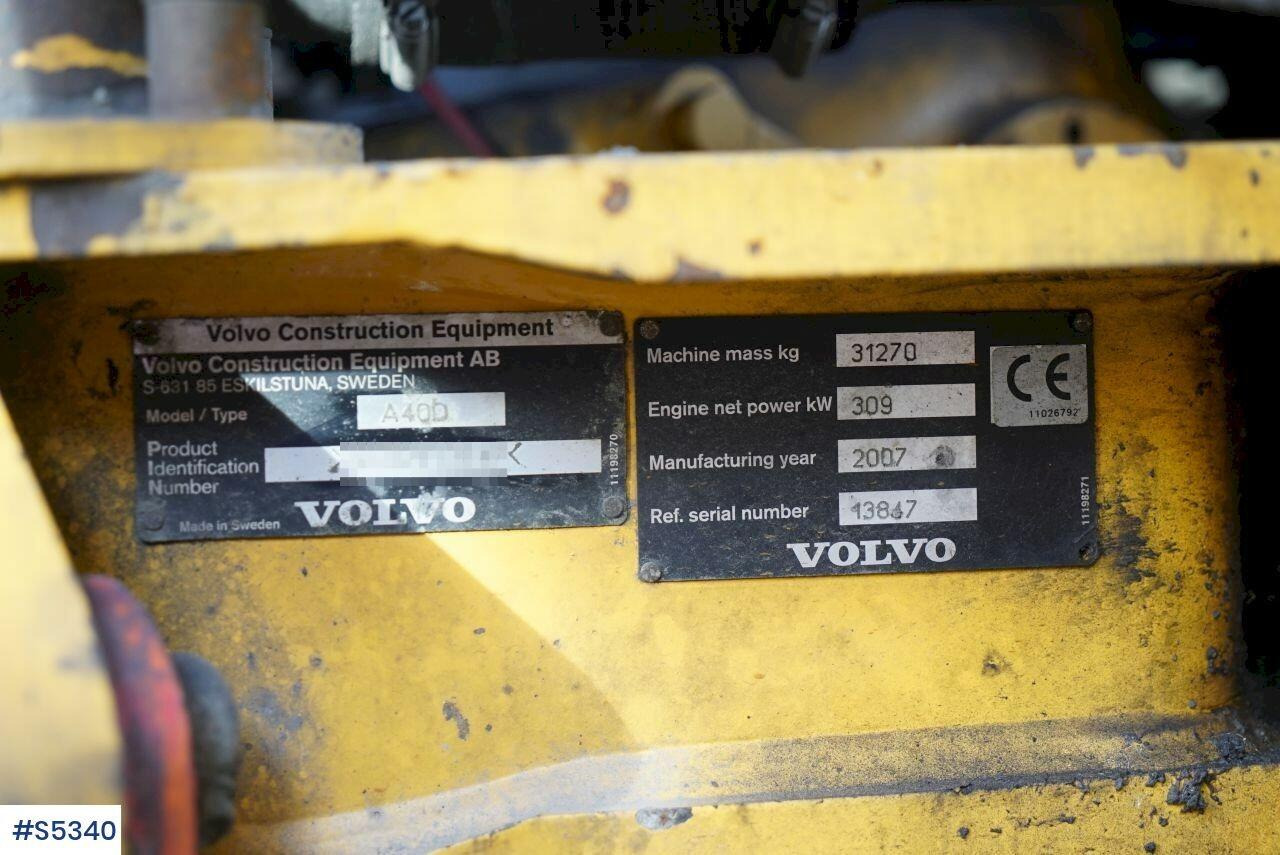 Volvo Construction Equipment
Volvo Construction Equipment AB
S-631 85 ESKILSTUNA, SWEDEN
Model / Type A40D
Product
Identification
Number
11198270
Made in Sweden
VOLVO
Machine mass kg 31270
Engine net power kW 309
CE
11026792
Manufacturing year 2007
Ref. serial number 13847
11198271
VOLVO
#S5340